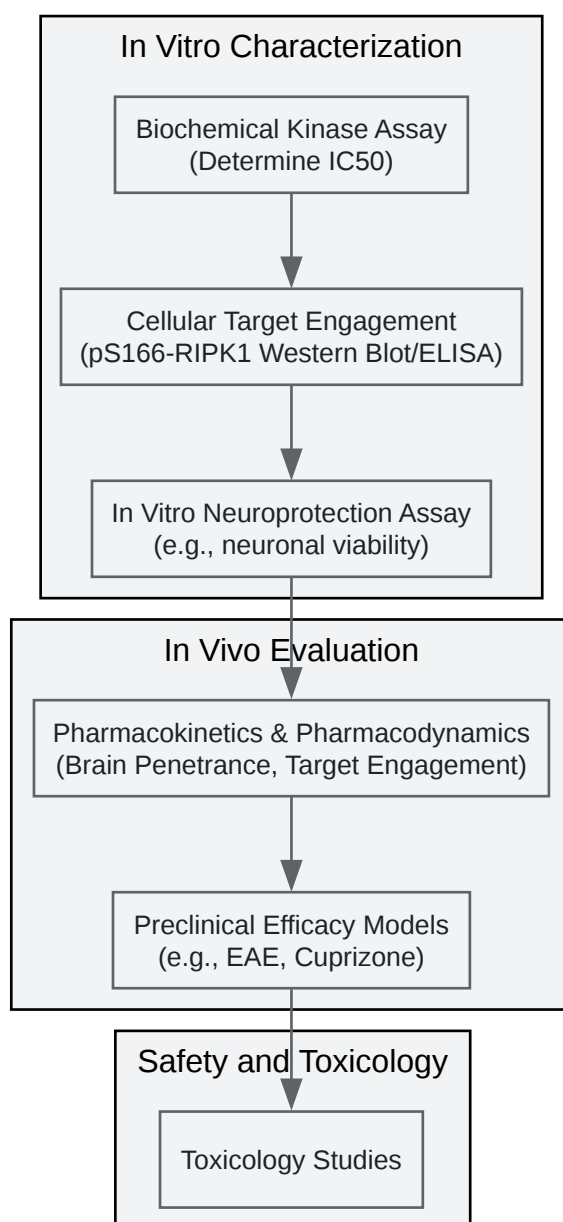 In Vitro Characterization
Biochemical Kinase Assay
(Determine IC50)
Cellular Target Engagement
(pS166-RIPK1 Western Blot/ELISA)
In Vitro Neuroprotection Assay
(e.g., neuronal viability)
In Vivo Evaluation
Pharmacokinetics & Pharmacodynamics
(Brain Penetrance, Target Engagement)
Preclinical Efficacy Models
(e.g., EAE, Cuprizone)
Safety and Toxicology
Toxicology Studies